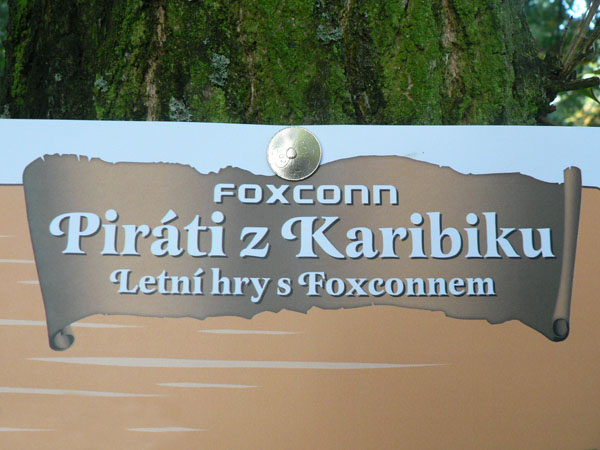 FOXCONN
Piráti z Karibiku
Letní hry s Foxconnem